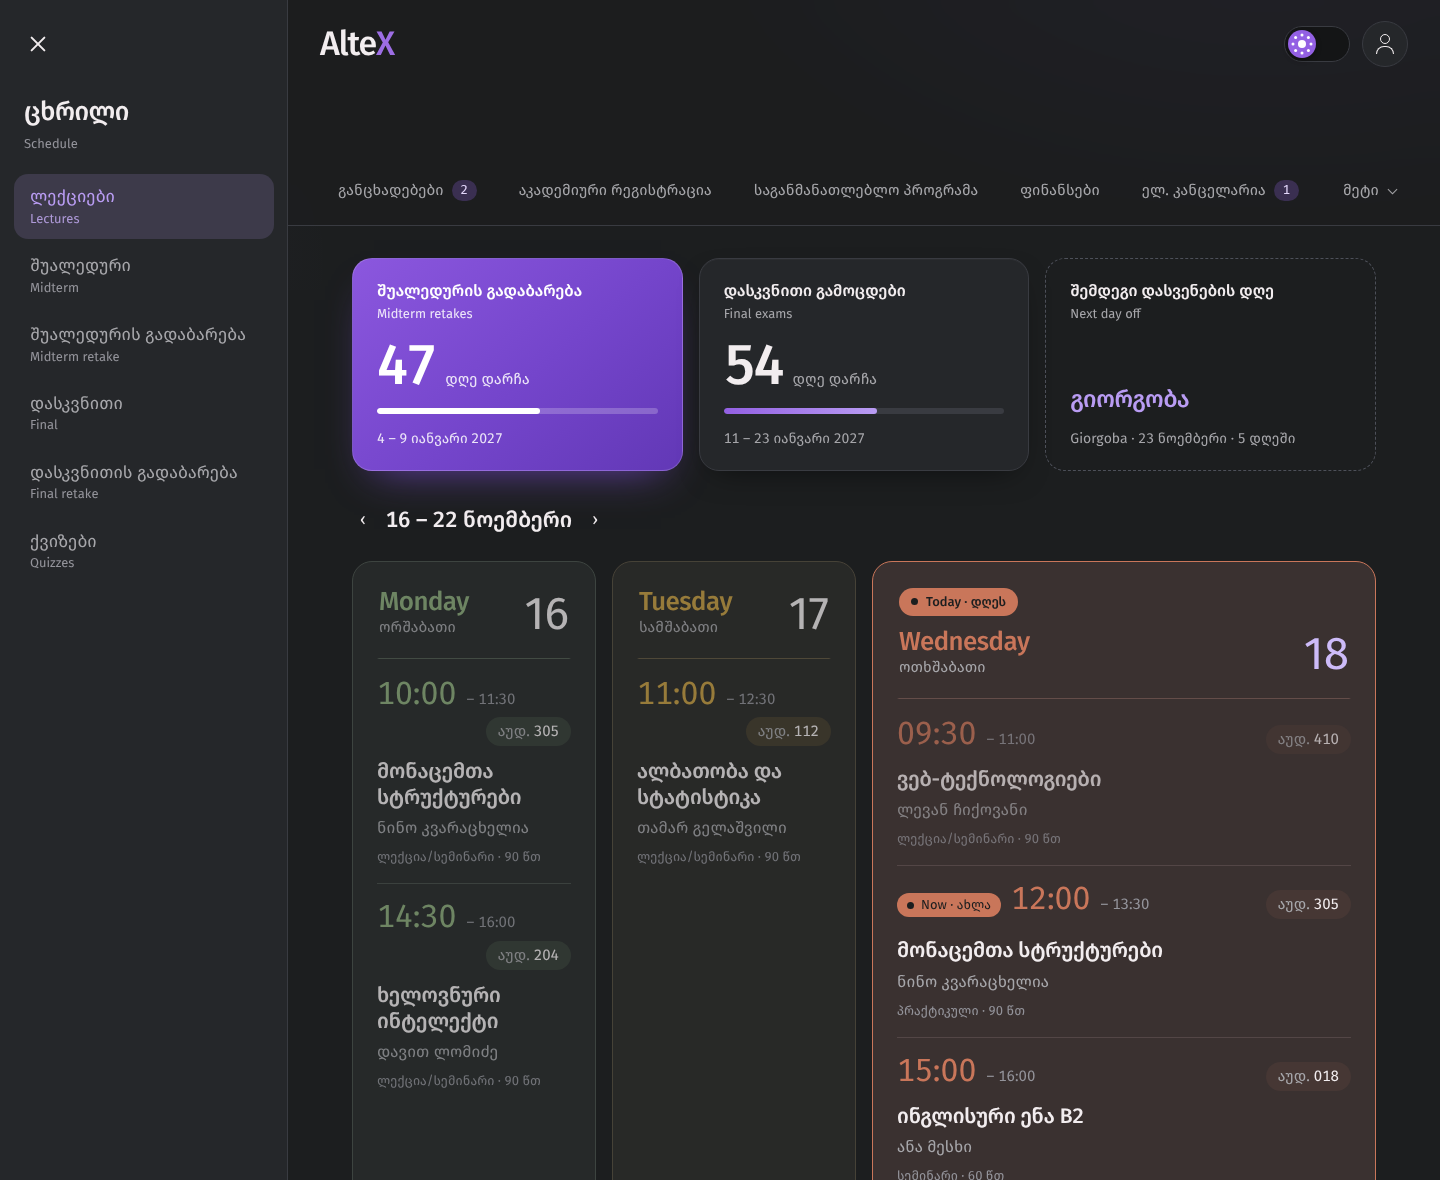 AlteX
ცხრილი
Schedule
ლექციები
Lectures
შუალედური
Midterm
შუალედურის გადაბარება
Midterm retake
დასკვნითი
Final
დასკვნითის გადაბარება
Final retake
ქვიზები
Quizzes
განცხადებები 2
აკადემიური რეგისტრაცია
საგანმანათლებლო პროგრამა
ფინანსები
ელ. კანცელარია 1
მეტი
შუალედურის გადაბარება
Midterm retakes
47 დღე დარჩა
4 – 9 იანვარი 2027
დასკვნითი გამოცდები
Final exams
54 დღე დარჩა
11 – 23 იანვარი 2027
შემდეგი დასვენების დღე
Next day off
გიორგობა
Giorgoba · 23 ნოემბერი · 5 დღეში
‹ 16 – 22 ნოემბერი ›
Monday 16
ორშაბათი
10:00 – 11:30
აუდ. 305
მონაცემთა
სტრუქტურები
ნინო კვარაცხელია
ლექცია/სემინარი · 90 წთ
14:30 – 16:00
აუდ. 204
ხელოვნური
ინტელექტი
დავით ლომიძე
ლექცია/სემინარი · 90 წთ
Tuesday 17
სამშაბათი
11:00 – 12:30
აუდ. 112
ალბათობა და
სტატისტიკა
თამარ გელაშვილი
ლექცია/სემინარი · 90 წთ
Today · დღეს
Wednesday 18
ოთხშაბათი
09:30 – 11:00 აუდ. 410
ვებ-ტექნოლოგიები
ლევან ჩიქოვანი
ლექცია/სემინარი · 90 წთ
Now · ახლა 12:00 – 13:30 აუდ. 305
მონაცემთა სტრუქტურები
ნინო კვარაცხელია
პრაქტიკული · 90 წთ
15:00 – 16:00 აუდ. 018
ინგლისური ენა B2
ანა მესხი
სემინარი · 60 წთ